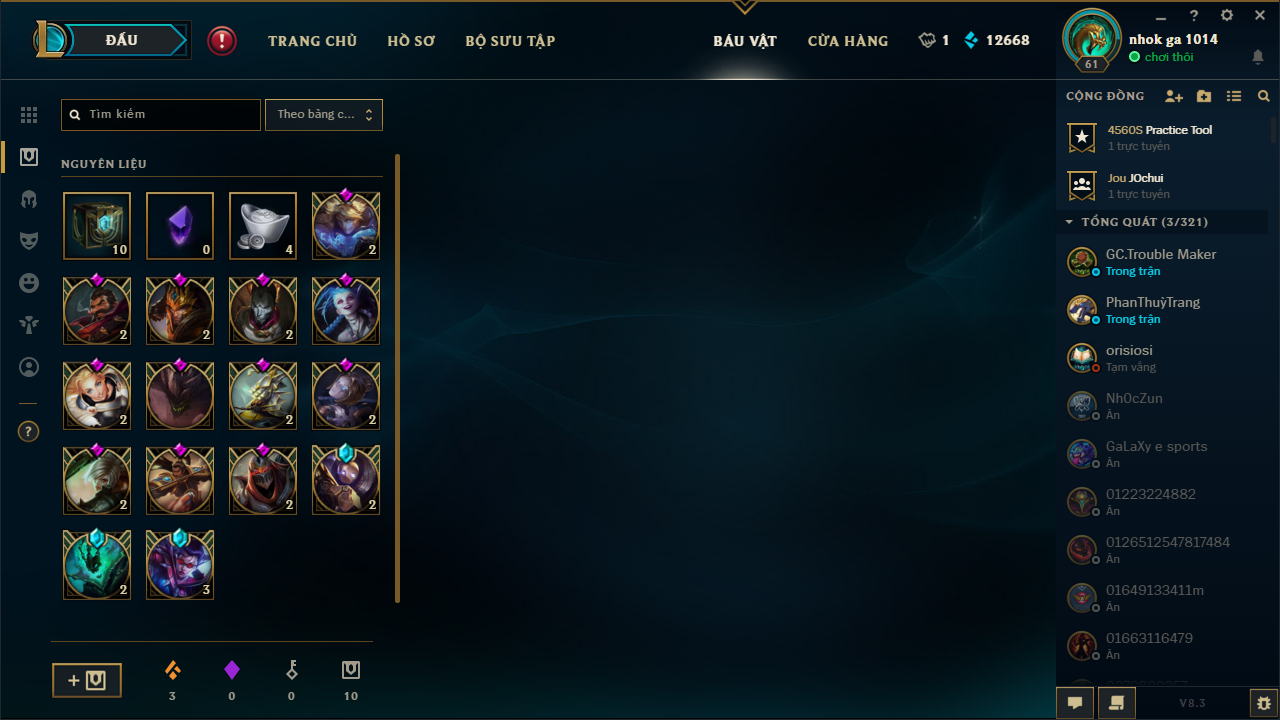 ĐẤU
TRANG CHỦ
HỒ SƠ
BỘ SƯU TẬP
BÁU VẬT
CỬA HÀNG
1
12668
61
nhok ga 1014
chơi thôi
Tìm kiếm
Theo bảng c...
NGUYÊN LIỆU
10
0
4
2
2
2
2
2
2
2
2
2
2
2
2
2
3
3
0
0
10
?
CỘNG ĐỒNG
4560S Practice Tool
1 trực tuyến
Jou JOchui
1 trực tuyến
TỔNG QUÁT (3/321)
GC.Trouble Maker
Trong trận
PhanThuỳTrang
Trong trận
orisiosi
Tạm vắng
Nh0cZun
Ẩn
GaLaXy e sports
Ẩn
01223224882
Ẩn
0126512547817484
Ẩn
01649133411m
Ẩn
01663116479
Ẩn
V8.3